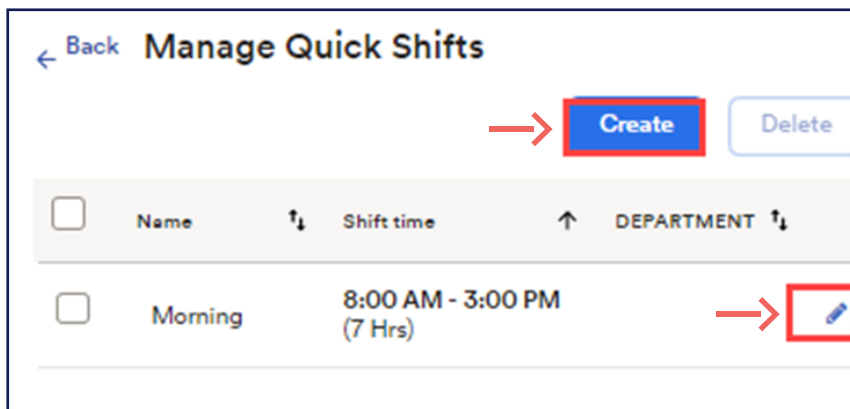 Back Manage Quick Shifts
Create Delete
Name Shift time DEPARTMENT
Morning 8:00 AM - 3:00 PM
(7 Hrs)